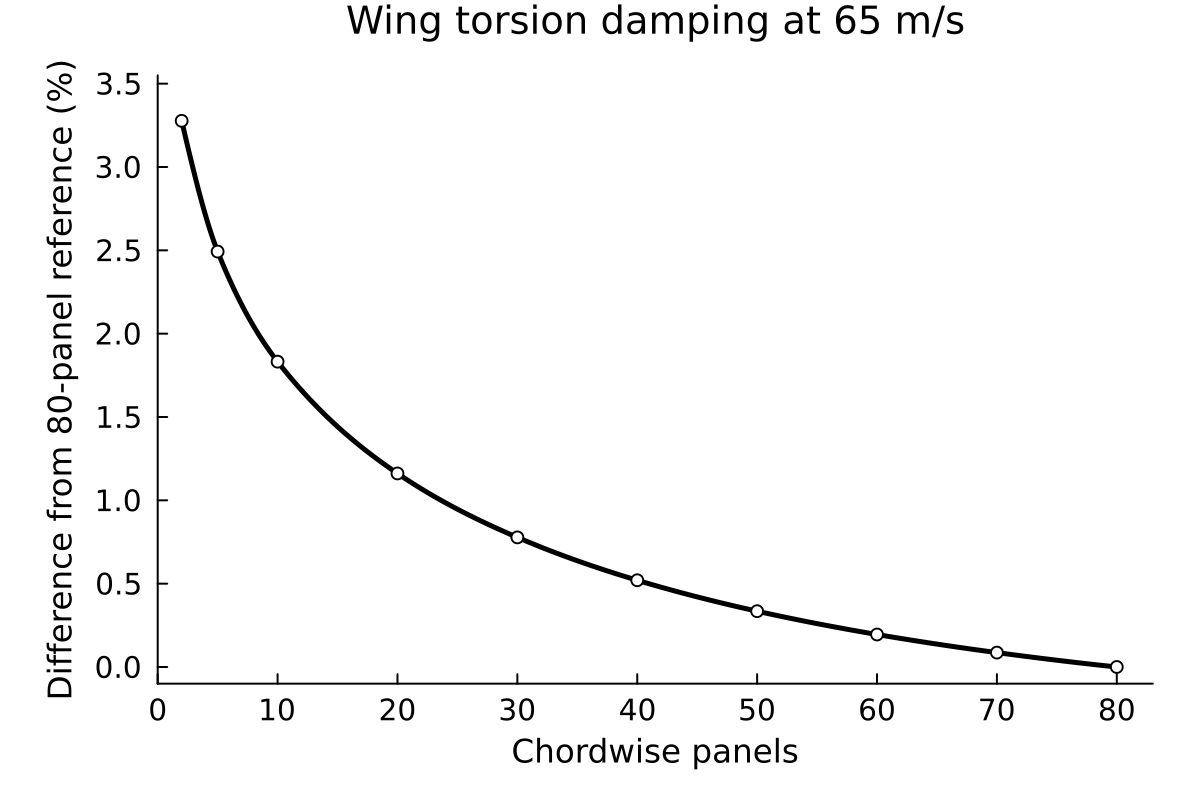 Wing torsion damping at 65 m/s
Difference from 80-panel reference (%)
3.5
3.0
2.5
2.0
1.5
1.0
0.5
0.0
0 10 20 30 40 50 60 70 80
Chordwise panels